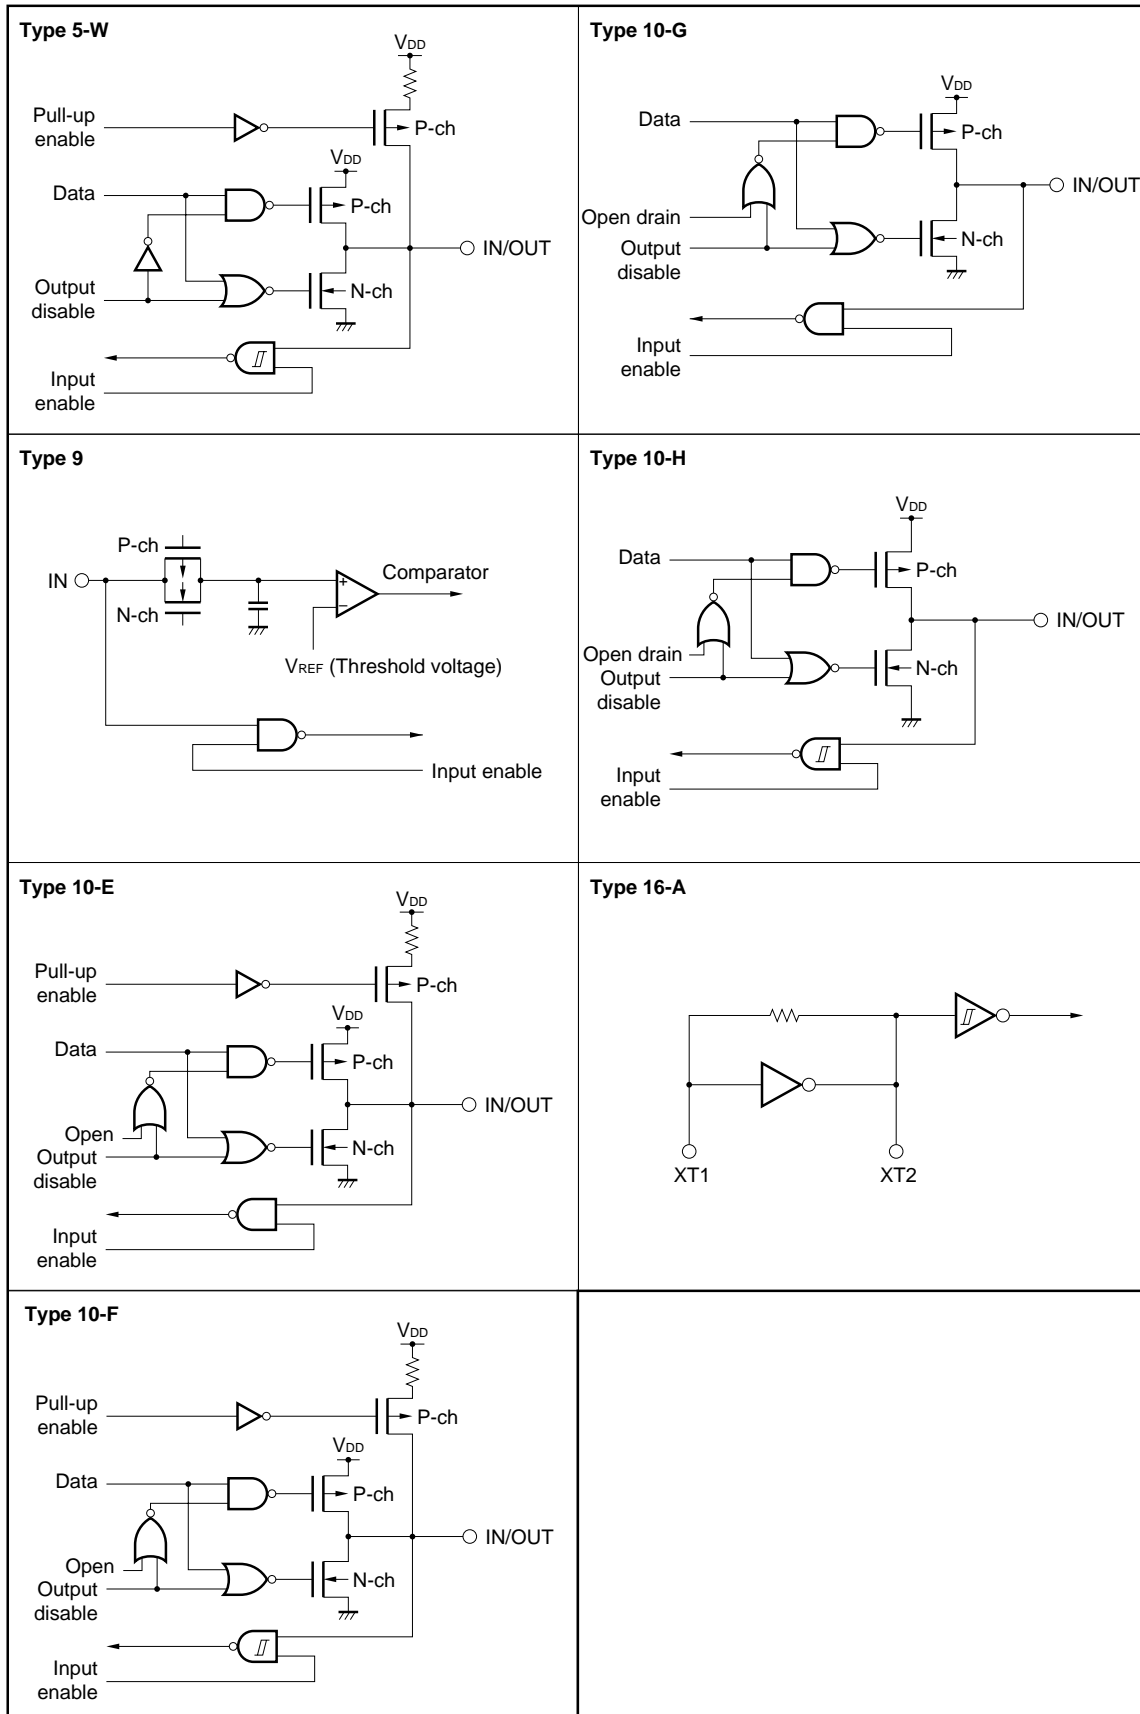 Type 5-W
VDD
Pull-up
enable
P-ch
VDD
Data
P-ch
IN/OUT
Output
disable
N-ch
Input
enable
Type 10-G
VDD
Data
P-ch
IN/OUT
Open drain
Output
disable
N-ch
Input
enable
Type 9
P-ch
IN
N-ch
+
−
Comparator
VREF (Threshold voltage)
Input enable
Type 10-H
VDD
Data
P-ch
IN/OUT
Open drain
Output
disable
N-ch
Input
enable
Type 10-E
VDD
Pull-up
enable
P-ch
VDD
Data
P-ch
IN/OUT
Open
Output
disable
N-ch
Input
enable
Type 16-A
XT1
XT2
Type 10-F
VDD
Pull-up
enable
P-ch
VDD
Data
P-ch
IN/OUT
Open
Output
disable
N-ch
Input
enable